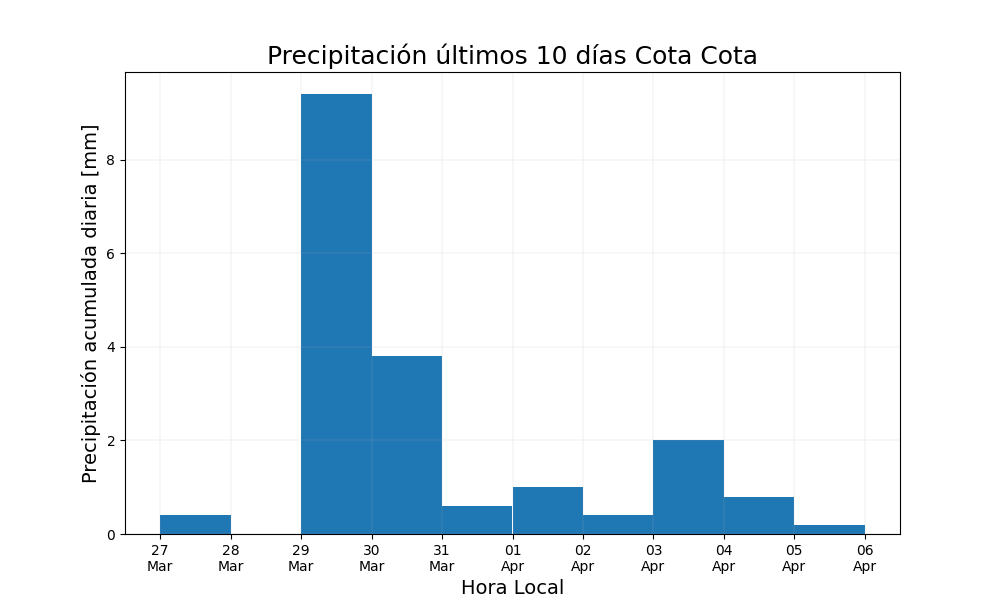 Precipitación últimos 10 días Cota Cota
Precipitación acumulada diaria [mm]
8
6
4
2
0
27 28 29 30 31 01 02 03 04 05 06
Mar Mar Mar Mar Mar Apr Apr Apr Apr Apr Apr
Hora Local